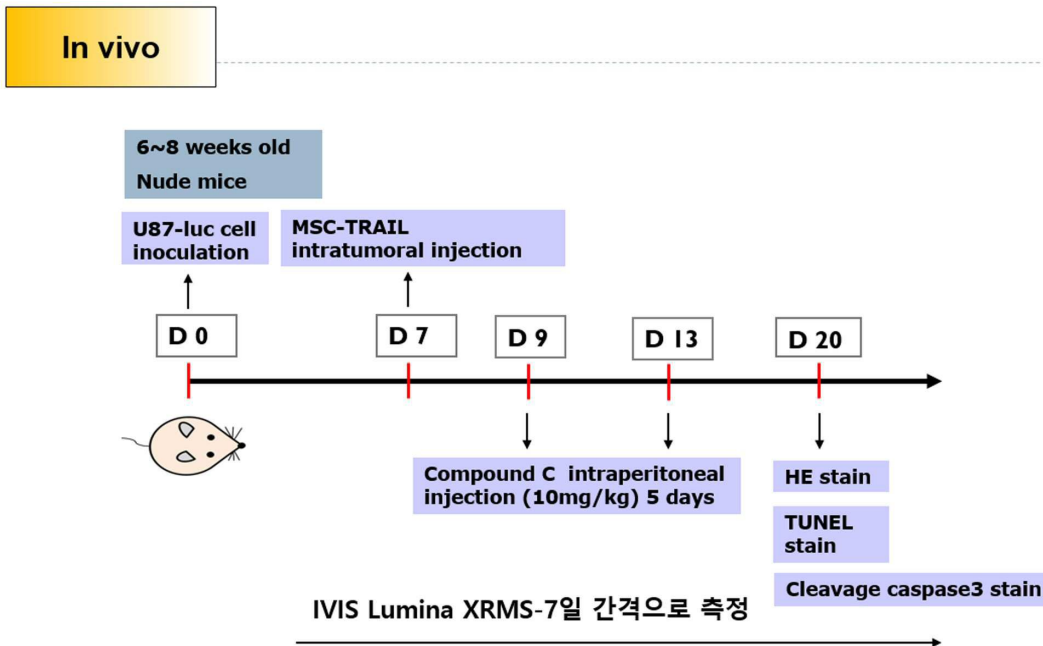 In vivo
6~8 weeks old
Nude mice
U87-luc cell
inoculation
MSC-TRAIL
intratumoral injection
D 0
D 7
D 9
D 13
D 20
Compound C intraperitoneal
injection (10mg/kg) 5 days
HE stain
TUNEL
stain
Cleavage caspase3 stain
IVIS Lumina XRMS-7일 간격으로 측정